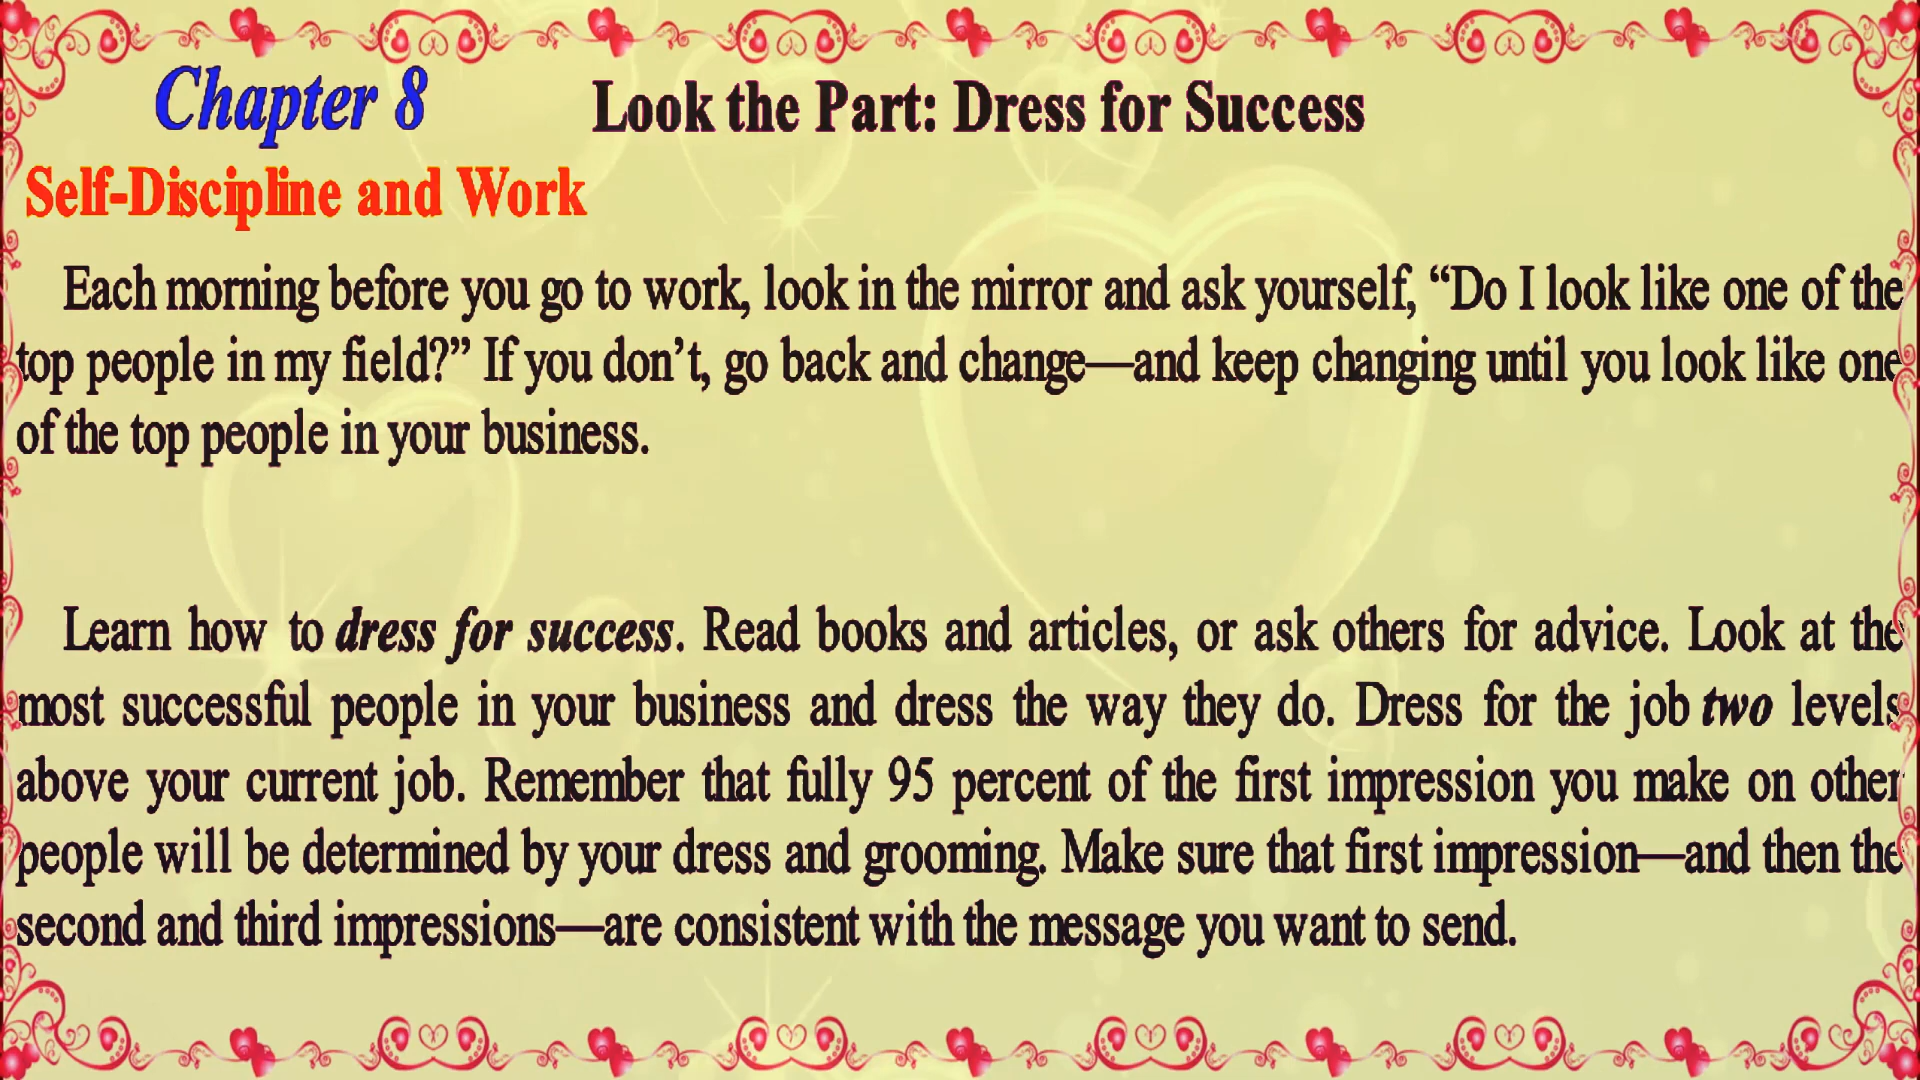 Chapter 8
Look the Part: Dress for Success
Self-Discipline and Work
Each morning before you go to work, look in the mirror and ask yourself, “Do I look like one of the
top people in my field?” If you don’t, go back and change—and keep changing until you look like one
of the top people in your business.
Learn how to dress for success. Read books and articles, or ask others for advice. Look at the
most successful people in your business and dress the way they do. Dress for the job two levels
above your current job. Remember that fully 95 percent of the first impression you make on other
people will be determined by your dress and grooming. Make sure that first impression—and then the
second and third impressions—are consistent with the message you want to send.